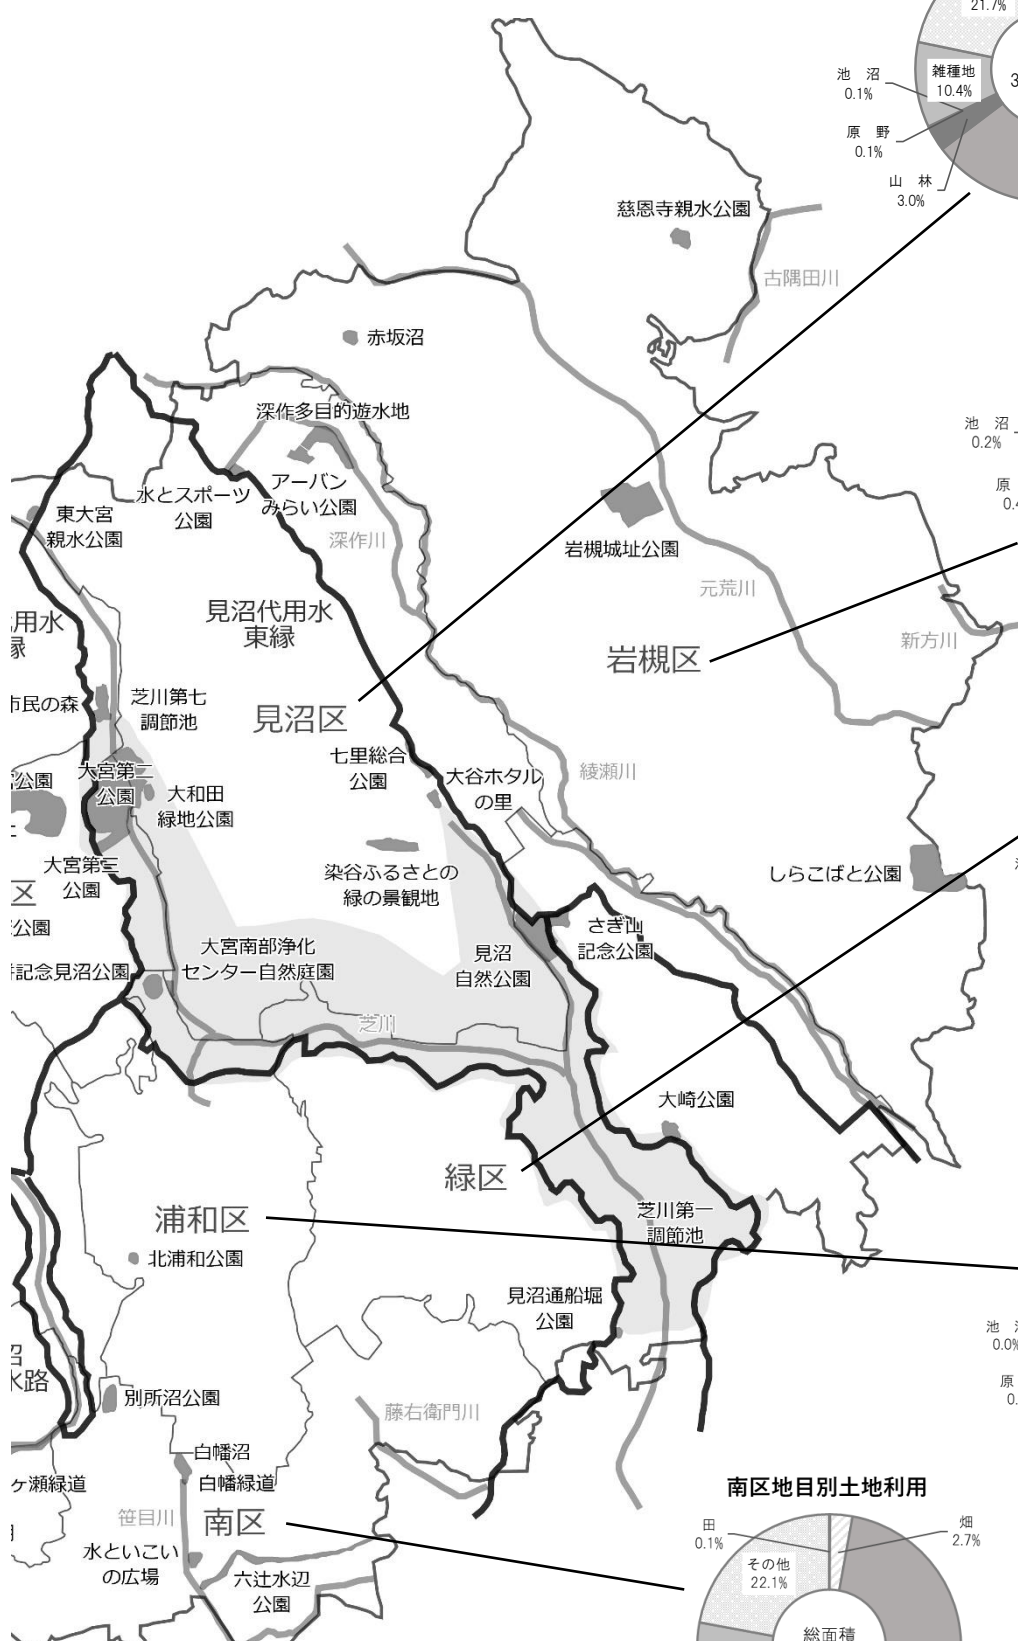 21.7%
池　沼
0.1%
雑種地
10.4%
原　野
0.1%
山　林
3.0%
慈恩寺親水公園
古隅田川
赤坂沼
深作多目的遊水地
アーバン
みらい公園
水とスポーツ
公園
東大宮
親水公園
深作川
岩槻城址公園
元荒川
新方川
池　沼
0.2%
見沼代用水
東縁
用水
岩槻区
市民の森
芝川第七
調節池
見沼区
七里総合
公園
大谷ホタル
の里
綾瀬川
公園
大宮第二
公園
大和田
緑地公園
大宮第三
公園
染谷ふるさとの
緑の景観地
しらこばと公園
区
公園
さぎ山
記念公園
大宮南部浄化
センター自然庭園
見沼
自然公園
記念見沼公園
芝川
大崎公園
緑区
芝川第一
調節池
浦和区
北浦和公園
見沼通船堀
公園
0.0%
水路
別所沼公園
藤右衛門川
白幡沼
白幡緑道
ヶ瀬緑道
笹目川
南区
水といこい
の広場
六辻水辺
公園
南区地目別土地利用
田
0.1%
畑
2.7%
その他
22.1%
総面積